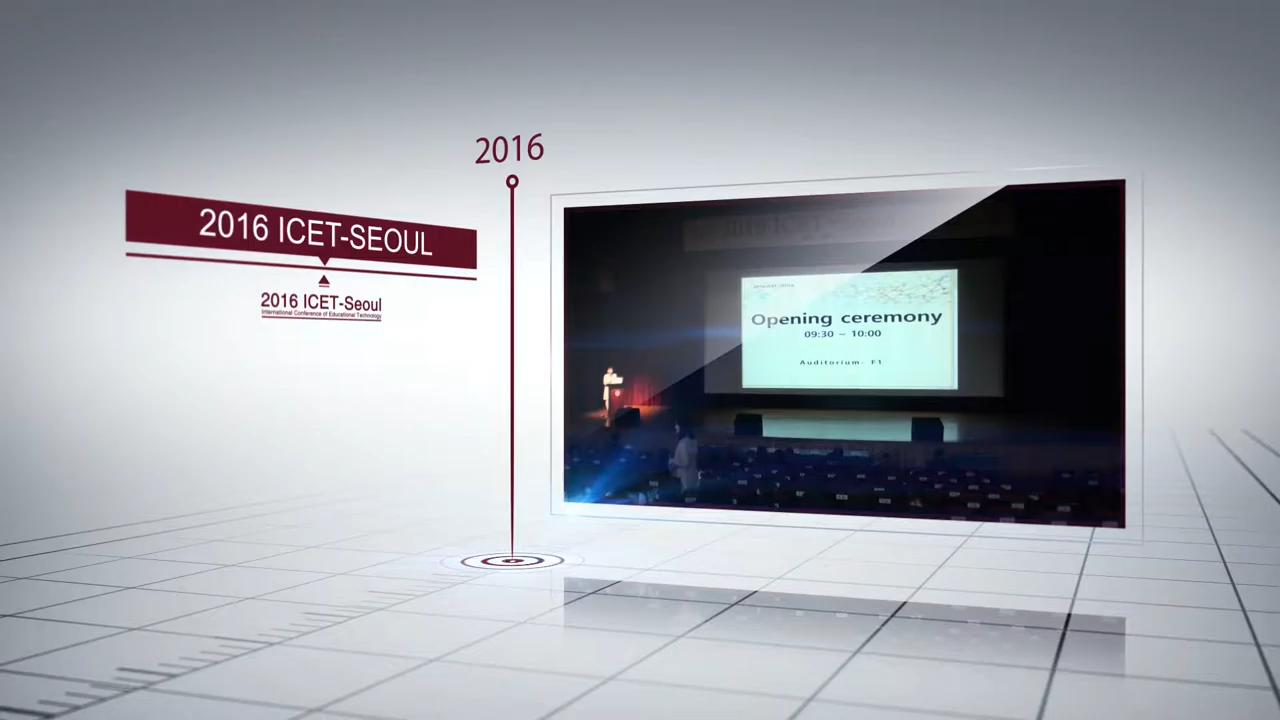 2016
2016 ICET-SEOUL
2016 ICET-Seoul
International Conference of Educational Technology
Opening ceremony
09:30 ~ 10:00
Auditorium- F1